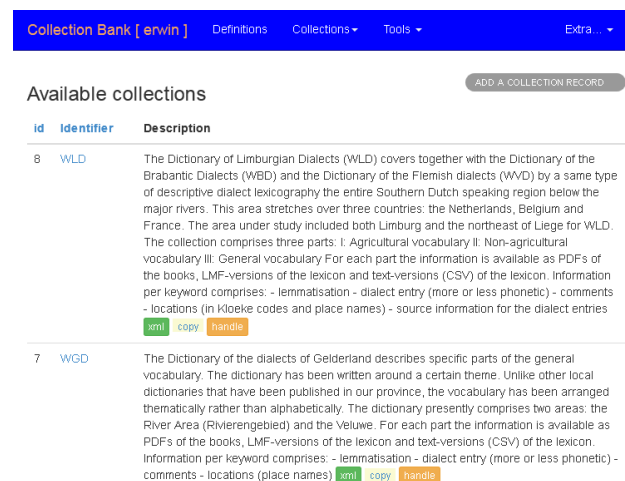 Collection Bank [ erwin ] Definitions Collections Tools Extra...
ADD A COLLECTION RECORD
Available collections
id Identifier Description
8 WLD The Dictionary of Limburgian Dialects (WLD) covers together with the Dictionary of the
Brabantic Dialects (WBD) and the Dictionary of the Flemish dialects (WVD) by a same type
of descriptive dialect lexicography the entire Southern Dutch speaking region below the
major rivers. This area stretches over three countries: the Netherlands, Belgium and
France. The area under study included both Limburg and the northeast of Liege for WLD.
The collection comprises three parts: I: Agricultural vocabulary II: Non-agricultural
vocabulary III: General vocabulary For each part the information is available as PDFs of
the books, LMF-versions of the lexicon and text-versions (CSV) of the lexicon. Information
per keyword comprises: - lemmatisation - dialect entry (more or less phonetic) - comments
- locations (in Kloeke codes and place names) - source information for the dialect entries
xml copy handle
7 WGD The Dictionary of the dialects of Gelderland describes specific parts of the general
vocabulary. The dictionary has been written around a certain theme. Unlike other local
dictionaries that have been published in our province, the vocabulary has been arranged
thematically rather than alphabetically. The dictionary presently comprises two areas: the
River Area (Rivierengebied) and the Veluwe. For each part the information is available as
PDFs of the books, LMF-versions of the lexicon and text-versions (CSV) of the lexicon.
Information per keyword comprises: - lemmatisation - dialect entry (more or less phonetic) -
comments - locations (place names) xml copy handle